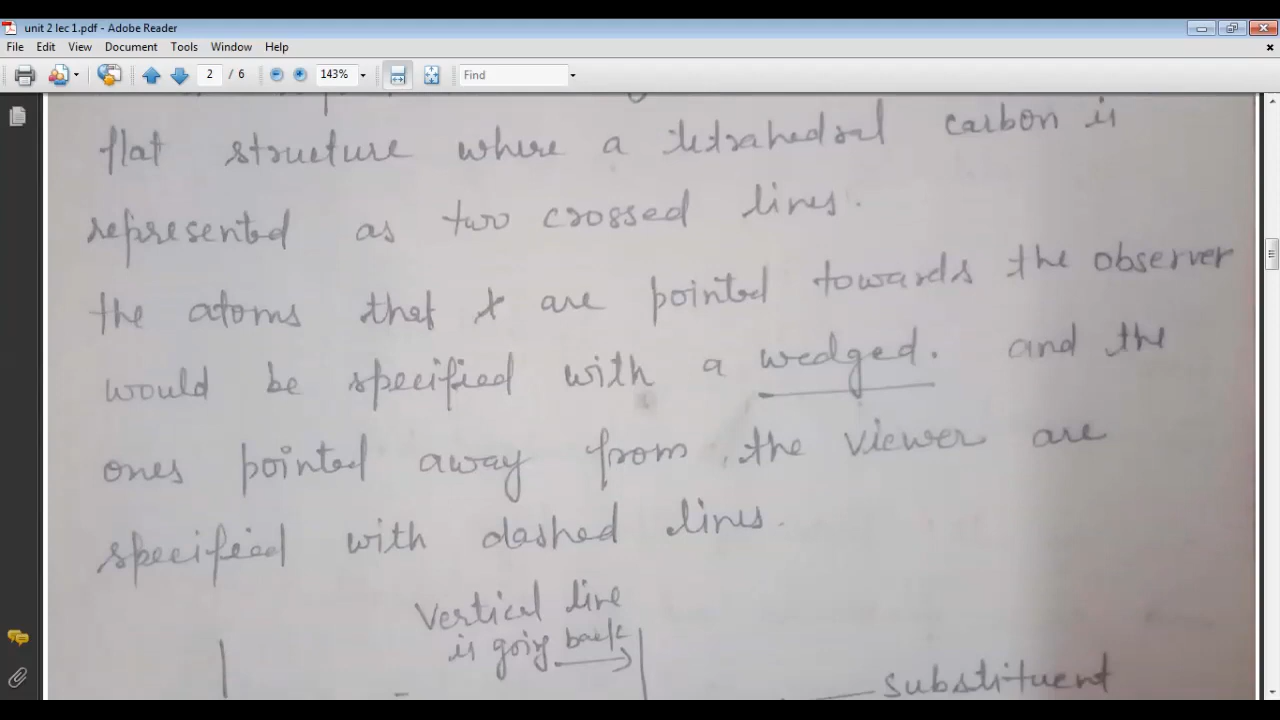 unit 2 lec 1.pdf - Adobe Reader
File Edit View Document Tools Window Help
2 / 6 143% Find
flat structure where a tetrahedral carbon is
represented as two crossed lines.
the atoms that are pointed towards the observer
would be specified with a wedged. and the
ones pointed away from the viewer are
specified with dashed lines.
Vertical line
is going back
substituent